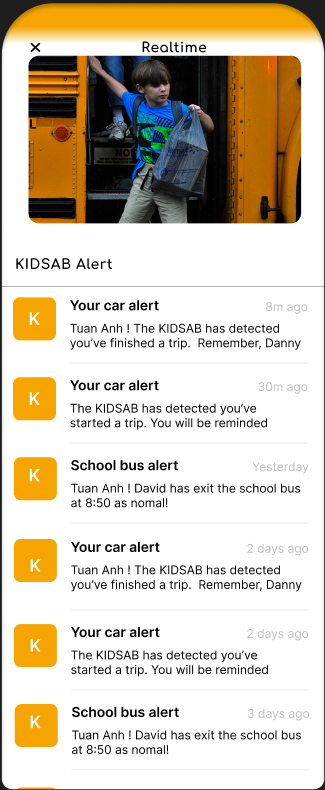 × Realtime
KIDSAB Alert
K
Your car alert 8m ago
Tuan Anh ! The KIDSAB has detected
you've finished a trip. Remember, Danny
K
Your car alert 30m ago
The KIDSAB has detected you've
started a trip. You will be reminded
K
School bus alert Yesterday
Tuan Anh ! David has exit the school bus
at 8:50 as nomal!
K
Your car alert 2 days ago
Tuan Anh ! The KIDSAB has detected
you've finished a trip. Remember, Danny
K
Your car alert 2 days ago
The KIDSAB has detected you've
started a trip. You will be reminded
K
School bus alert 3 days ago
Tuan Anh ! David has exit the school bus
at 8:50 as nomal!